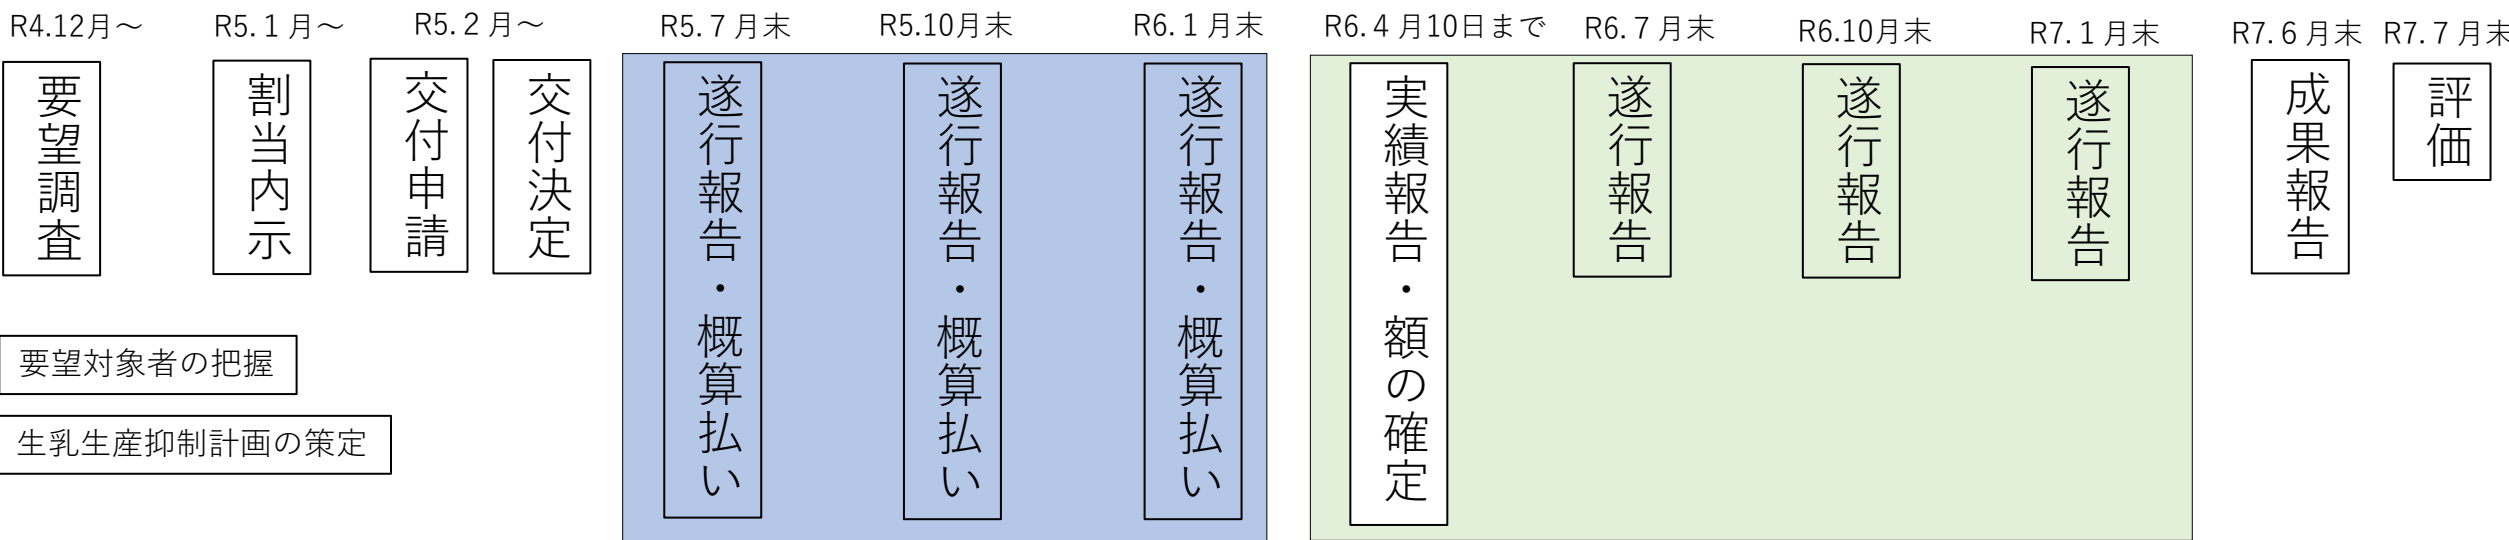 R4.12月～
R5.１月～
R5.２月～
R5.７月末
R5.10月末
R6.１月末
R6.４月10日まで
R6.７月末
R6.10月末
R7.１月末
R7.６月末
R7.７月末
要望調査
割当内示
交付申請
交付決定
遂行報告・概算払い
遂行報告・概算払い
遂行報告・概算払い
実績報告・額の確定
遂行報告
遂行報告
遂行報告
成果報告
評価
要望対象者の把握
生乳生産抑制計画の策定